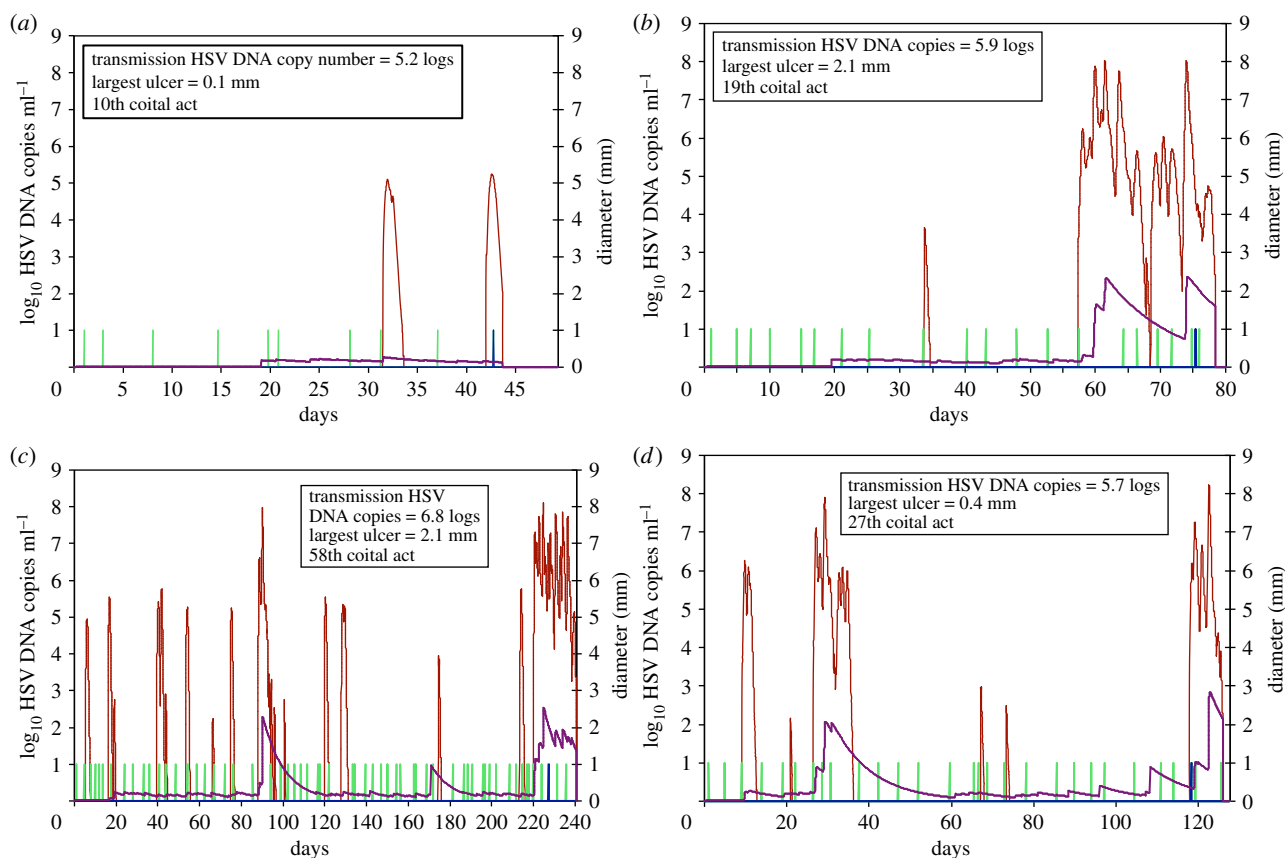 (a)
9
8
7
6
5
4
3
2
1
0
log10 HSV DNA copies ml−1
transmission HSV DNA copy number = 5.2 logs
largest ulcer = 0.1 mm
10th coital act
9
8
7
6
5
4
3
2
1
0
diameter (mm)
5 10 15 20 25 30 35 40 45
days
(b)
9
8
7
6
5
4
3
2
1
0
log10 HSV DNA copies ml−1
transmission HSV DNA copies = 5.9 logs
largest ulcer = 2.1 mm
19th coital act
9
8
7
6
5
4
3
2
1
0
diameter (mm)
10 20 30 40 50 60 70 80
days
(c)
9
8
7
6
5
4
3
2
1
0
log10 HSV DNA copies ml−1
transmission HSV
DNA copies = 6.8 logs
largest ulcer = 2.1 mm
58th coital act
9
8
7
6
5
4
3
2
1
0
diameter (mm)
20 40 60 80 100 120 140 160 180 200 220 240
days
(d)
9
8
7
6
5
4
3
2
1
0
log10 HSV DNA copies ml−1
transmission HSV DNA copies = 5.7 logs
largest ulcer = 0.4 mm
27th coital act
9
8
7
6
5
4
3
2
1
0
diameter (mm)
20 40 60 80 100 120
days